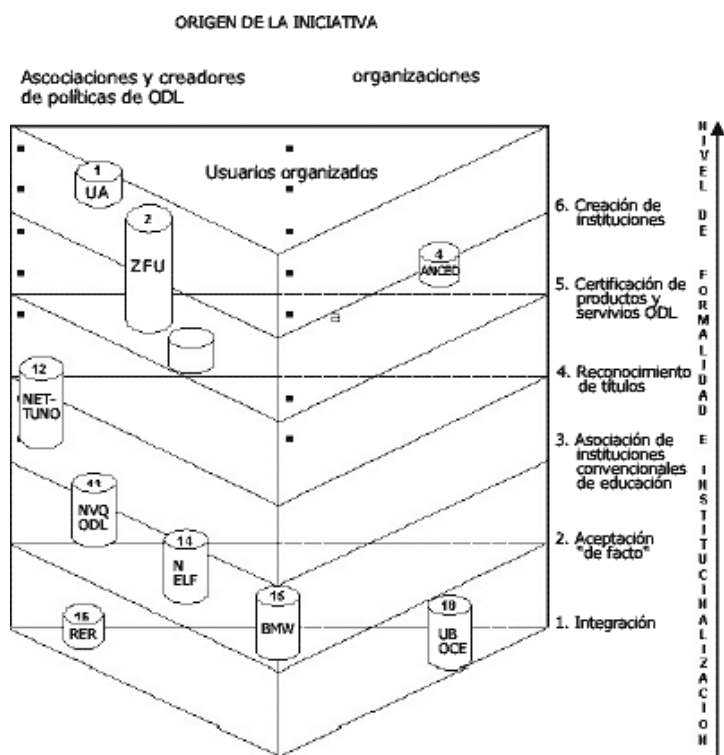 ORIGEN DE LA INICIATIVA
Ascociaciones y creadores
de políticas de ODL
organizaciones
Usuarios organizados
1
UA
2
ZFU
4
ANCED
12
NET-
TUNO
NVQ
ODL
14
N
ELF
15
RER
BMW
UB
OCE
6. Creación de
instituciones
5. Certificación de
productos y
servivios ODL
4. Reconocimiento
de títulos
3. Asociación de
instituciones
convencionales
de educación
2. Aceptación
"de facto"
1. Integración
NIVEL DE FORMALIDAD E INSTITUCINALIZACION